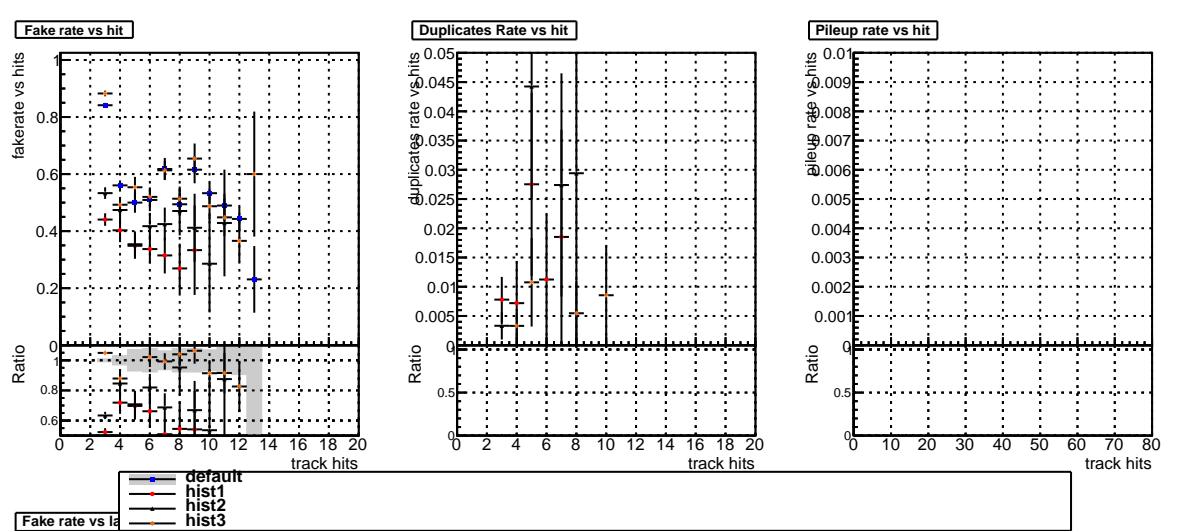 Fake rate vs hit
fakerate vs hits
1
0.8
0.6
0.4
0.2
0
Ratio
1
0.8
0.6
0 2 4 6 8 10 12 14 16 18 20
track hits
Duplicates Rate vs hit
duplicates rate vs hits
0.05
0.045
0.04
0.035
0.03
0.025
0.02
0.015
0.01
0.005
0
Ratio
1
0.5
0
0 2 4 6 8 10 12 14 16 18 20
track hits
Pileup rate vs hit
pileup rate vs hits
0.01
0.009
0.008
0.007
0.006
0.005
0.004
0.003
0.002
0.001
0
Ratio
1
0.5
0
0 10 20 30 40 50 60 70 80
track hits
default
hist1
hist2
hist3
Fake rate vs la